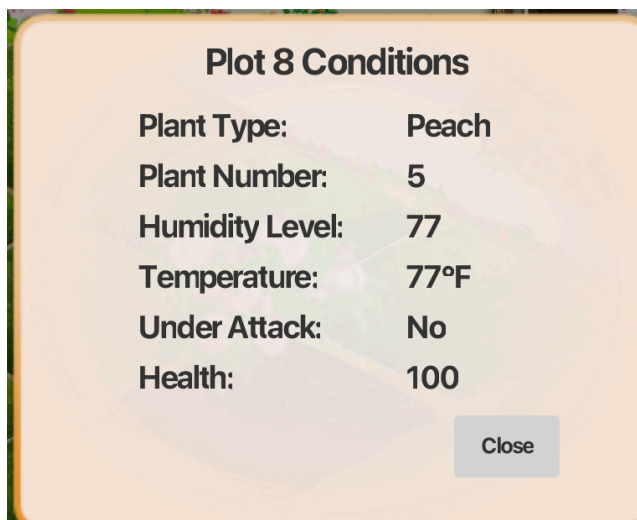 Plot 8 Conditions
Plant Type: Peach
Plant Number: 5
Humidity Level: 77
Temperature: 77°F
Under Attack: No
Health: 100
Close